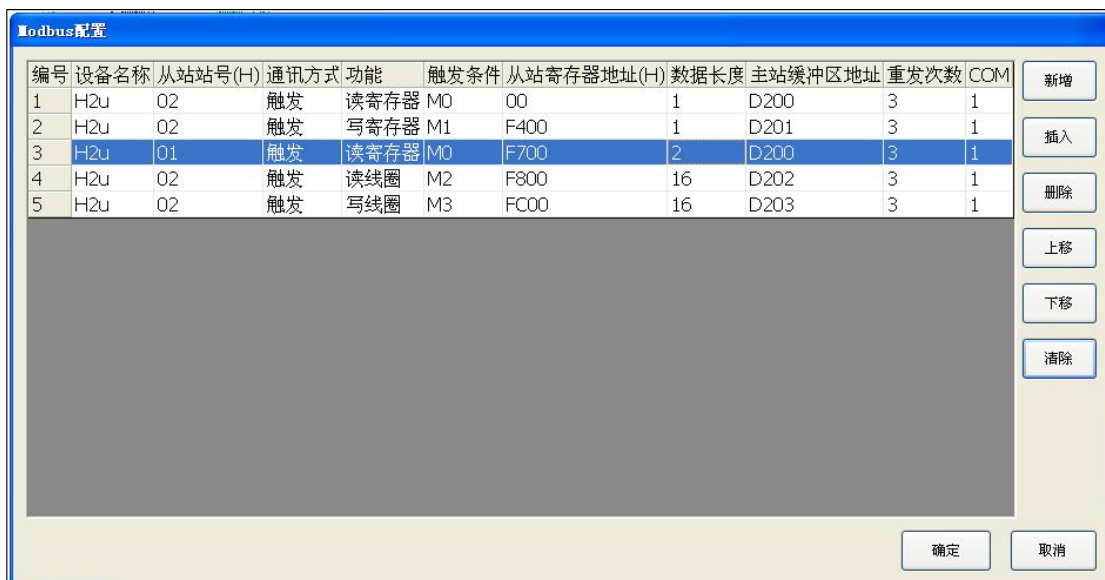 Modbus配置
编号 设备名称 从站站号(H) 通讯方式 功能 触发条件 从站寄存器地址(H) 数据长度 主站缓冲区地址 重发次数 COM
1 H2u 02 触发 读寄存器 M0 00 1 D200 3 1
2 H2u 02 触发 写寄存器 M1 F400 1 D201 3 1
3 H2u 01 触发 读寄存器 M0 F700 2 D200 3 1
4 H2u 02 触发 读线圈 M2 F800 16 D202 3 1
5 H2u 02 触发 写线圈 M3 FC00 16 D203 3 1
新增
插入
删除
上移
下移
清除
确定 取消